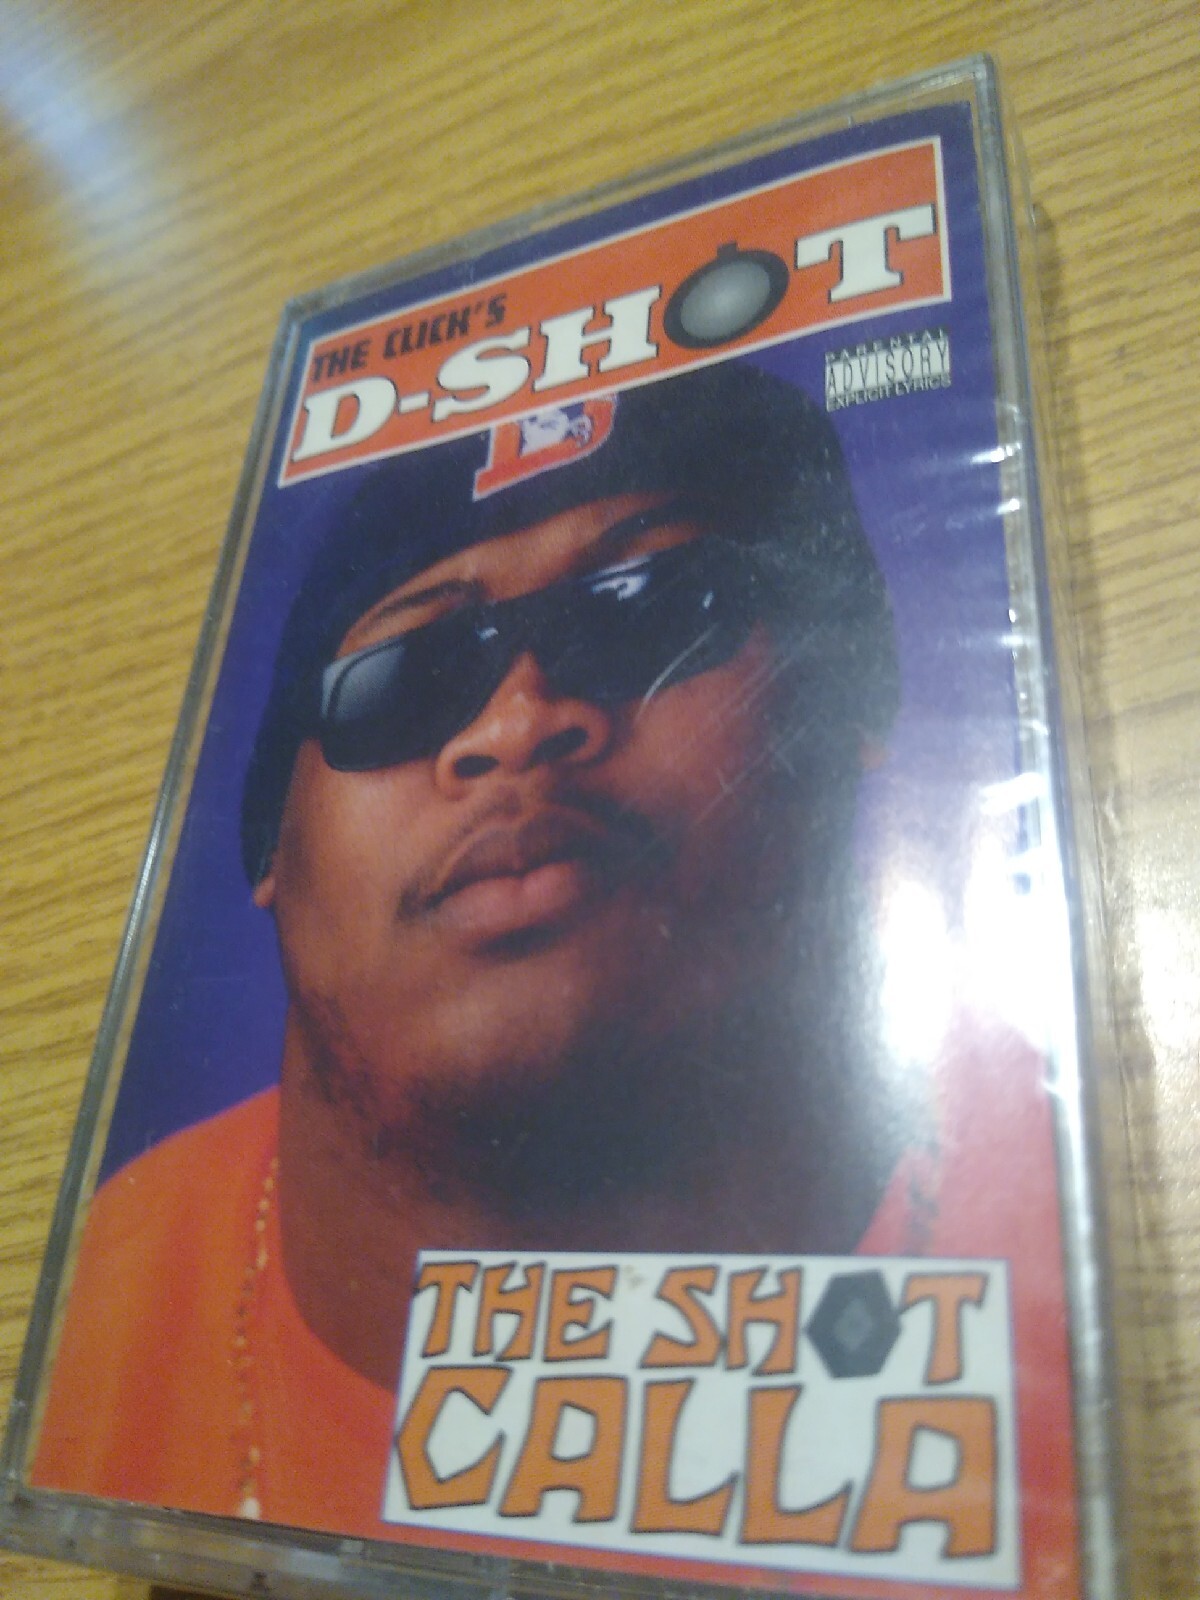 THE CLICK'S
D-SHOT
PARENTAL
ADVISORY
EXPLICIT LYRICS
THE SHOT
CALLA